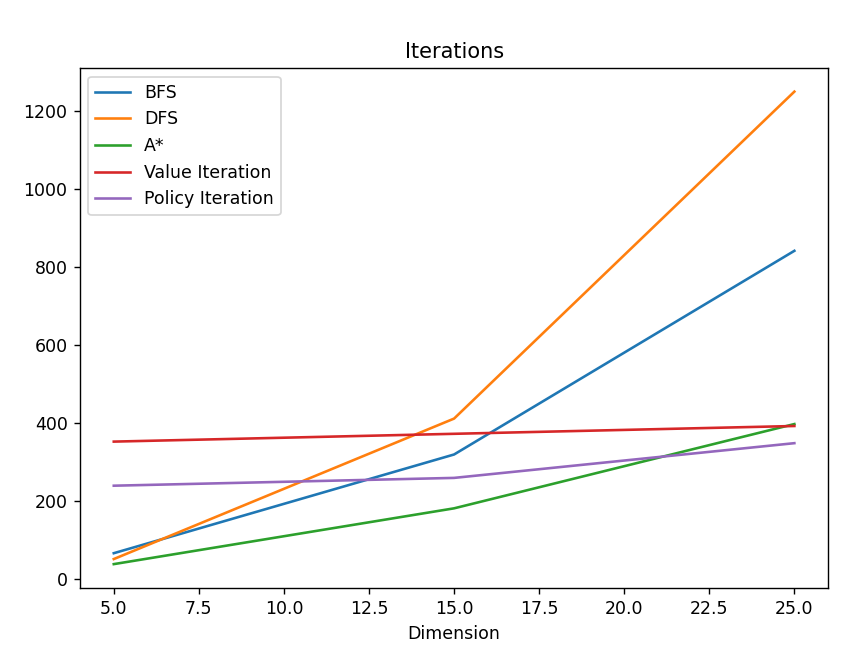 Iterations
BFS
DFS
A*
Value Iteration
Policy Iteration
1200
1000
800
600
400
200
0
5.0 7.5 10.0 12.5 15.0 17.5 20.0 22.5 25.0
Dimension